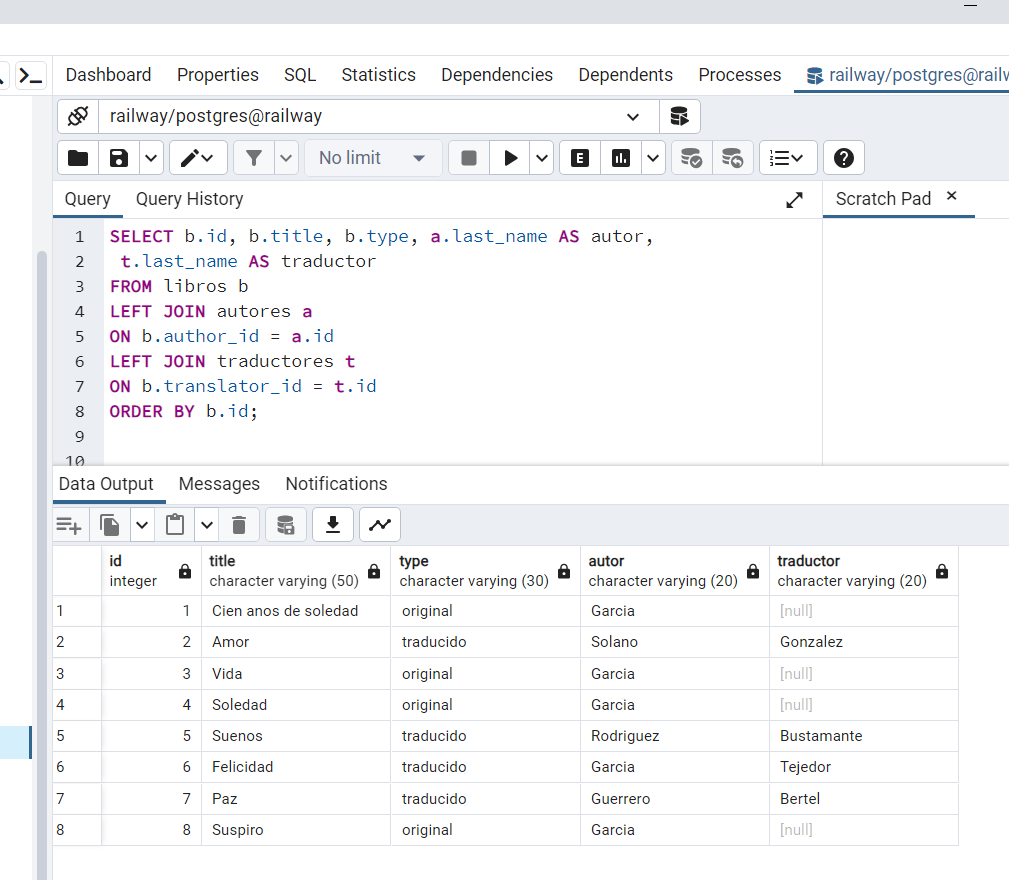 Dashboard Properties SQL Statistics Dependencies Dependents Processes railway/postgres@railw
railway/postgres@railway
No limit
Query Query History Scratch Pad
1 SELECT b.id, b.title, b.type, a.last_name AS autor,
2 t.last_name AS traductor
3 FROM libros b
4 LEFT JOIN autores a
5 ON b.author_id = a.id
6 LEFT JOIN traductores t
7 ON b.translator_id = t.id
8 ORDER BY b.id;
9
10
Data Output Messages Notifications
id title type autor traductor
integer character varying (50) character varying (30) character varying (20) character varying (20)
1 1 Cien anos de soledad original Garcia [null]
2 2 Amor traducido Solano Gonzalez
3 3 Vida original Garcia [null]
4 4 Soledad original Garcia [null]
5 5 Suenos traducido Rodriguez Bustamante
6 6 Felicidad traducido Garcia Tejedor
7 7 Paz traducido Guerrero Bertel
8 8 Suspiro original Garcia [null]